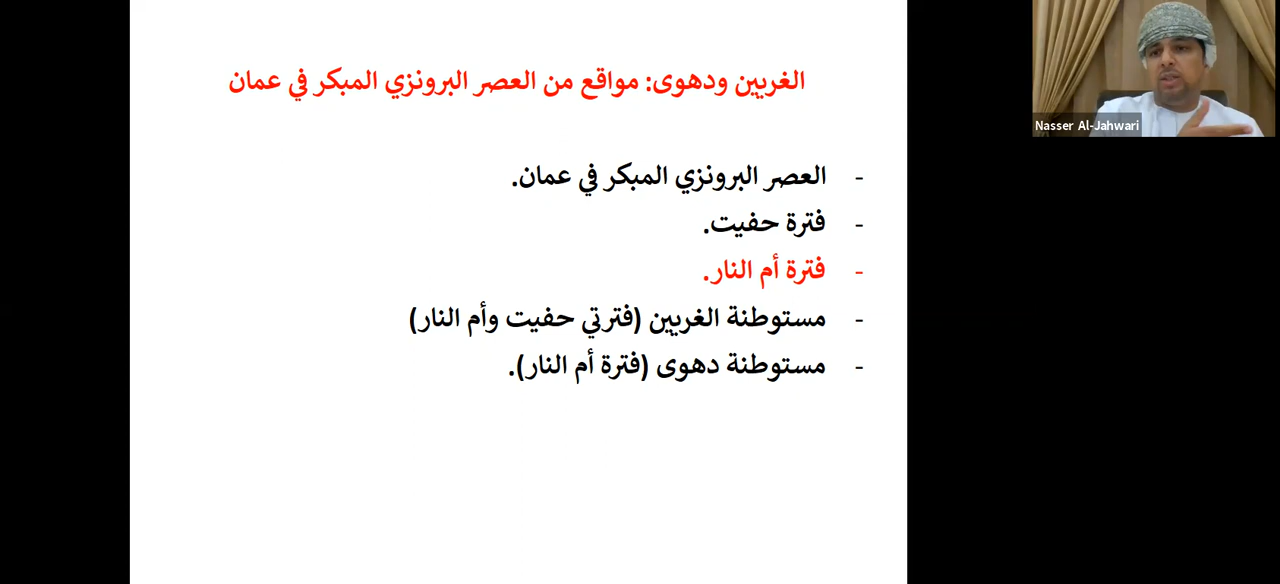 الغريين ودهوى: مواقع من العصر البرونزي المبكر في عمان
- العصر البرونزي المبكر في عمان.
- فترة حفيت.
- فترة أم النار.
- مستوطنة الغريين (فترتي حفيت وأم النار)
- مستوطنة دهوى (فترة أم النار).
Nasser Al-Jahwari